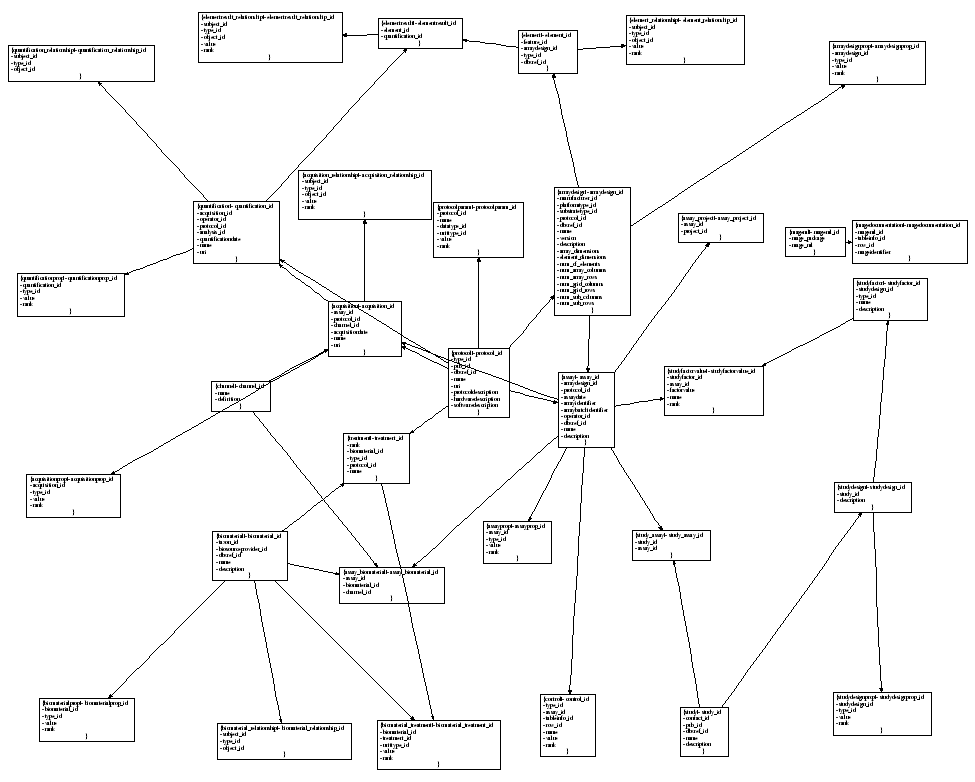 {elementresult_relationship|- elementresult_relationship_id
- subject_id
- type_id
- object_id
- value
- rank
}
{elementresult|- elementresult_id
- element_id
- quantification_id
}
{element_relationship|- element_relationship_id
- subject_id
- type_id
- object_id
- value
- rank
}
{element|- element_id
- feature_id
- arraydesign_id
- type_id
- dbxref_id
}
{quantification_relationship|- quantification_relationship_id
- subject_id
- type_id
- object_id
}
{arraydesignprop|- arraydesignprop_id
- arraydesign_id
- type_id
- value
- rank
}
{acquisition_relationship|- acquisition_relationship_id
- subject_id
- type_id
- object_id
- value
- rank
}
{arraydesign|- arraydesign_id
- manufacturer_id
- platformtype_id
- substratetype_id
- protocol_id
- dbxref_id
- name
- version
- description
- array_dimensions
- element_dimensions
- num_of_elements
- num_array_columns
- num_array_rows
- num_grid_columns
- num_grid_rows
- num_sub_columns
- num_sub_rows
}
{quantification|- quantification_id
- acquisition_id
- operator_id
- protocol_id
- analysis_id
- quantificationdate
- name
- uri
}
{protocolparam|- protocolparam_id
- protocol_id
- name
- datatype_id
- unittype_id
- value
- rank
}
{assay_project|- assay_project_id
- assay_id
- project_id
}
{magedocumentation|- magedocumentation_id
- mageml_id
- tableinfo_id
- row_id
- mageidentifier
}
{mageml|- mageml_id
- mage_package
- mage_ml
}
{quantificationprop|- quantificationprop_id
- quantification_id
- type_id
- value
- rank
}
{studyfactor|- studyfactor_id
- studydesign_id
- type_id
- name
- description
}
{acquisition|- acquisition_id
- assay_id
- protocol_id
- channel_id
- acquisitiondate
- name
- uri
}
{protocol|- protocol_id
- type_id
- pub_id
- dbxref_id
- name
- uri
- protocoldescription
- hardwaredescription
- softwaredescription
}
{studyfactorvalue|- studyfactorvalue_id
- studyfactor_id
- assay_id
- factorvalue
- name
- rank
}
{assay|- assay_id
- arraydesign_id
- protocol_id
- assaydate
- arrayidentifier
- arraybatchidentifier
- operator_id
- dbxref_id
- name
- description
}
{channel|- channel_id
- name
- definition
}
{treatment|- treatment_id
- rank
- biomaterial_id
- type_id
- protocol_id
- name
}
{acquisitionprop|- acquisitionprop_id
- acquisition_id
- type_id
- value
- rank
}
{studydesign|- studydesign_id
- study_id
- description
}
{assayprop|- assayprop_id
- assay_id
- type_id
- value
- rank
}
{biomaterial|- biomaterial_id
- taxon_id
- biosourceprovider_id
- dbxref_id
- name
- description
}
{study_assay|- study_assay_id
- study_id
- assay_id
}
{assay_biomaterial|- assay_biomaterial_id
- assay_id
- biomaterial_id
- channel_id
}
{biomaterialprop|- biomaterialprop_id
- biomaterial_id
- type_id
- value
- rank
}
{biomaterial_relationship|- biomaterial_relationship_id
- subject_id
- type_id
- object_id
}
{biomaterial_treatment|- biomaterial_treatment_id
- biomaterial_id
- treatment_id
- unittype_id
- value
- rank
}
{control|- control_id
- type_id
- assay_id
- tableinfo_id
- row_id
- name
- value
- rank
}
{study|- study_id
- contact_id
- pub_id
- dbxref_id
- name
- description
}
{studydesignprop|- studydesignprop_id
- studydesign_id
- type_id
- value
- rank
}